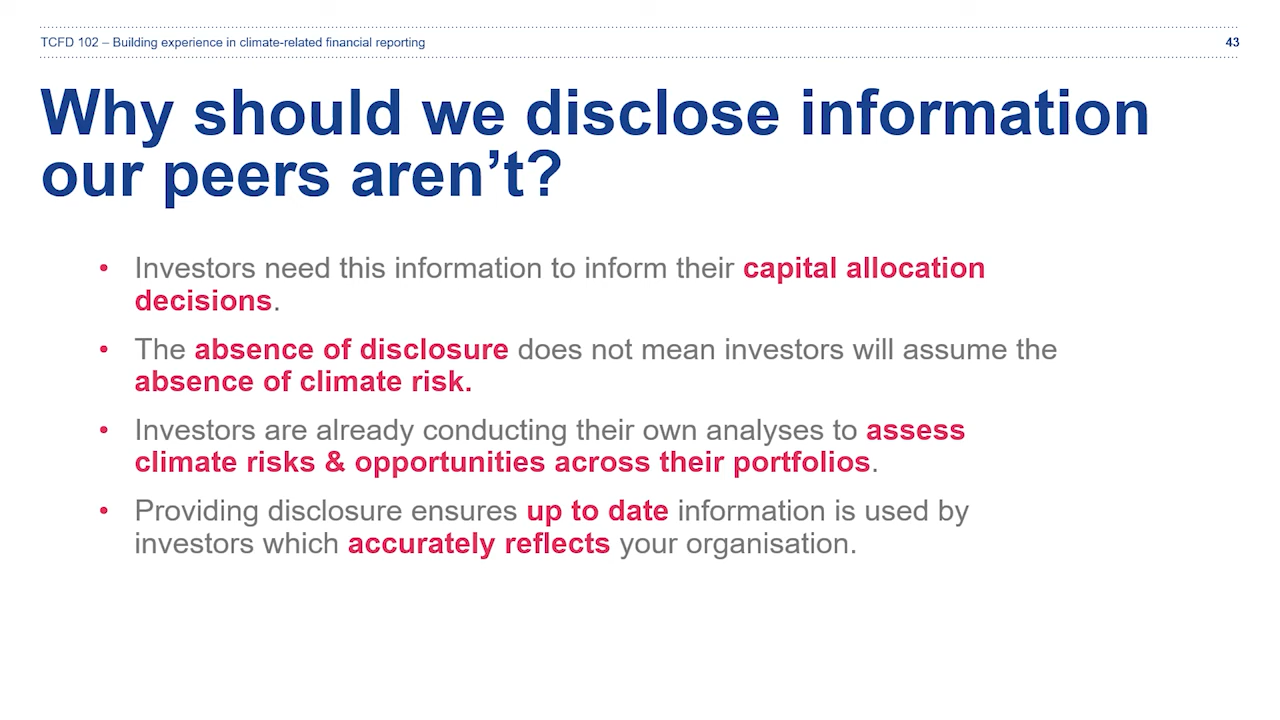 TCFD 102 – Building experience in climate-related financial reporting
43
Why should we disclose information
our peers aren’t?
• Investors need this information to inform their capital allocation
decisions.
• The absence of disclosure does not mean investors will assume the
absence of climate risk.
• Investors are already conducting their own analyses to assess
climate risks & opportunities across their portfolios.
• Providing disclosure ensures up to date information is used by
investors which accurately reflects your organisation.